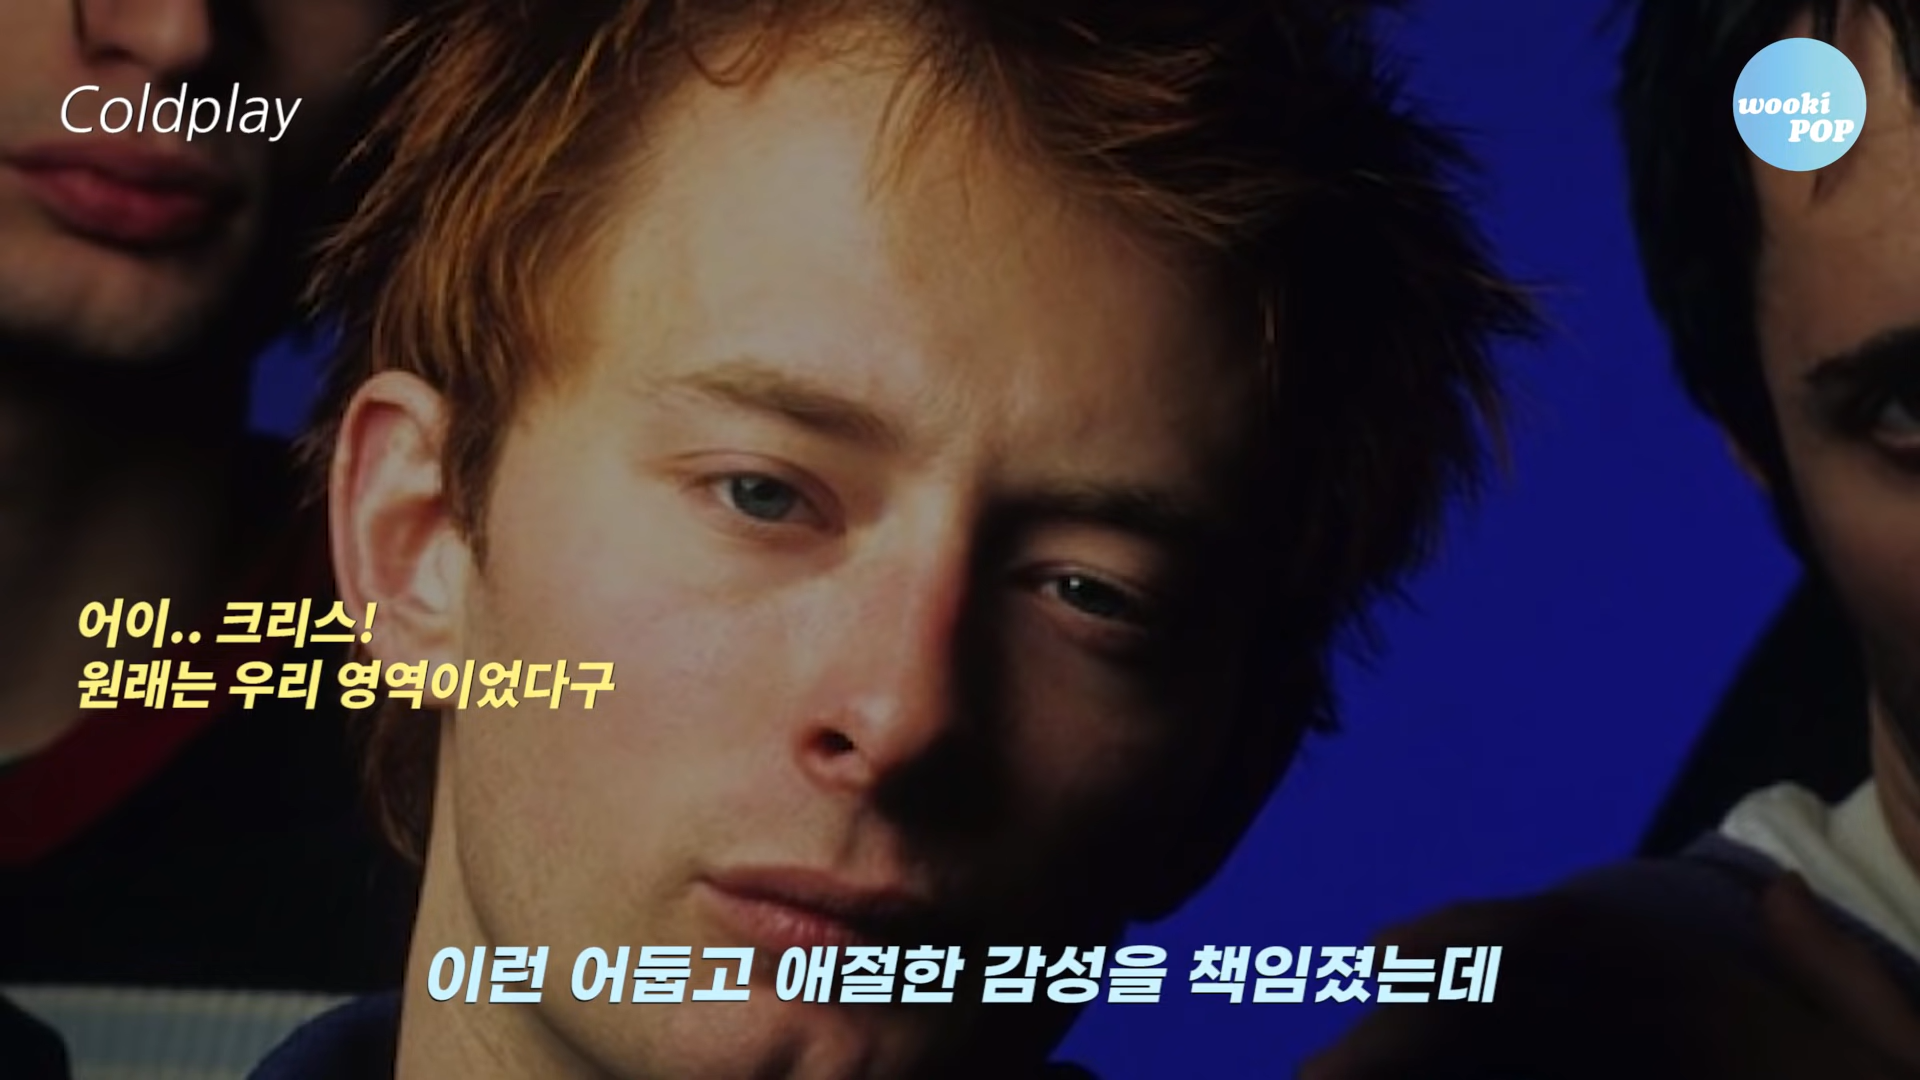 Coldplay
wooki
POP
어이.. 크리스!
원래는 우리 영역이었다구
이런 어둡고 애절한 감성을 책임졌는데